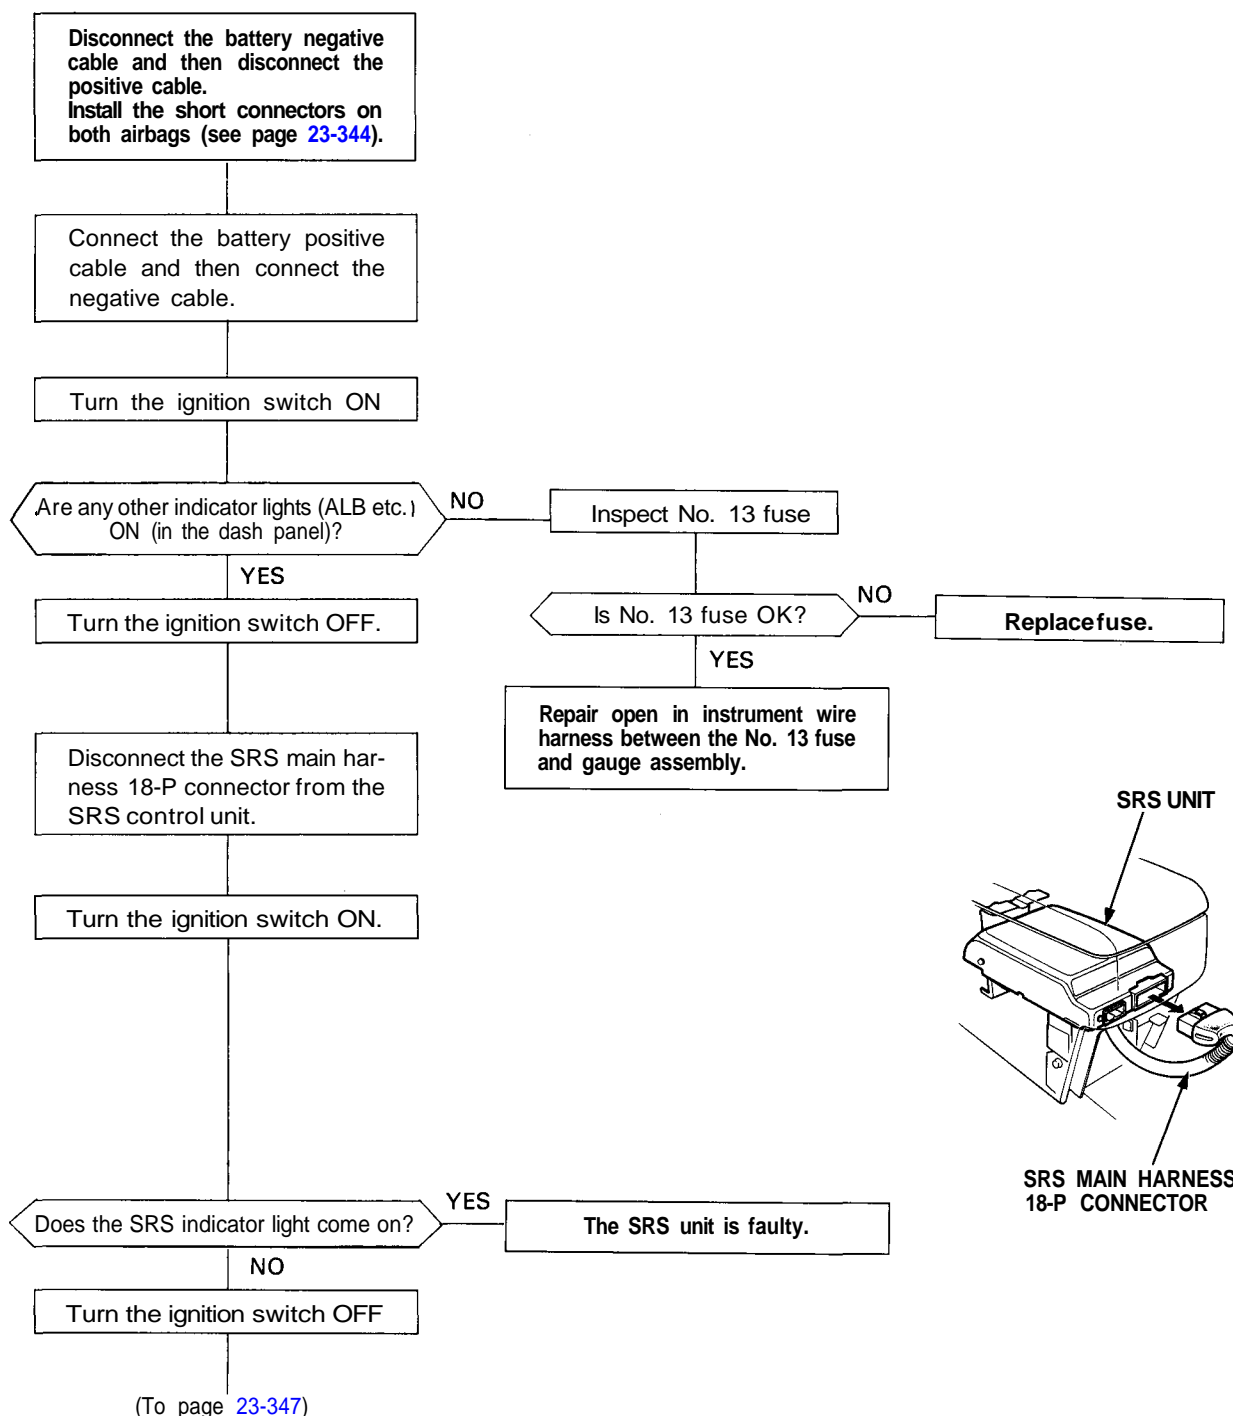 Disconnect the battery negative
cable and then disconnect the
positive cable.
Install the short connectors on
both airbags (see page 23-344).
Connect the battery positive
cable and then connect the
negative cable.
Turn the ignition switch ON
Are any other indicator lights (ALB etc.)
ON (in the dash panel)?
NO
Inspect No. 13 fuse
YES
Is No. 13 fuse OK?
NO
Replace fuse.
YES
Repair open in instrument wire
harness between the No. 13 fuse
and gauge assembly.
Turn the ignition switch OFF.
Disconnect the SRS main har-
ness 18-P connector from the
SRS control unit.
Turn the ignition switch ON.
SRS UNIT
SRS MAIN HARNESS
18-P CONNECTOR
Does the SRS indicator light come on?
YES
The SRS unit is faulty.
NO
Turn the ignition switch OFF
(To page 23-347)